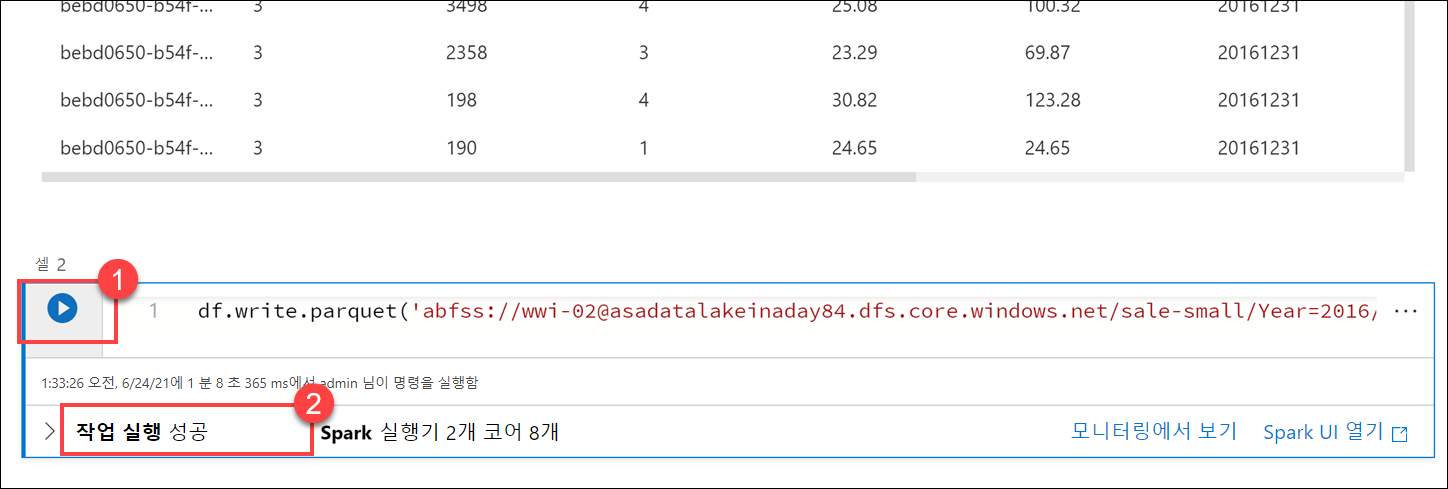 bebd0650-b54f-... 3 3498 4 25.08 100.32 20161231
bebd0650-b54f-... 3 2358 3 23.29 69.87 20161231
bebd0650-b54f-... 3 198 4 30.82 123.28 20161231
bebd0650-b54f-... 3 190 1 24.65 24.65 20161231
셀 2
1
1 df.write.parquet('abfss://wwi-02@asadatalakeinaday84.dfs.core.windows.net/sale-small/Year=2016/ ...
1:33:26 오전, 6/24/21에 1 분 8 초 365 ms에서 admin 님이 명령을 실행함
2
작업 실행 성공 Spark 실행기 2개 코어 8개 모니터링에서 보기 Spark UI 열기